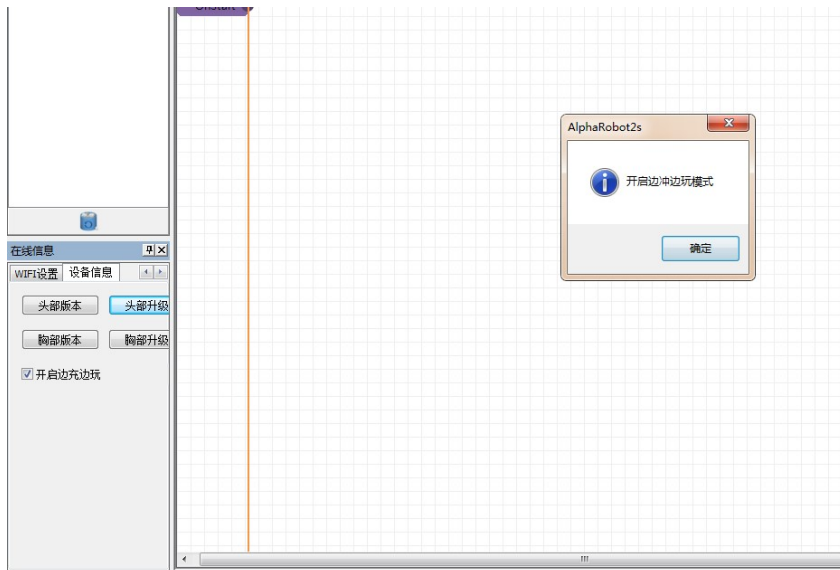 Onstart
AlphaRobot2s
开启边冲边玩模式
确定
在线信息
WIFI设置 设备信息
头部版本 头部升级
胸部版本 胸部升级
开启边充边玩